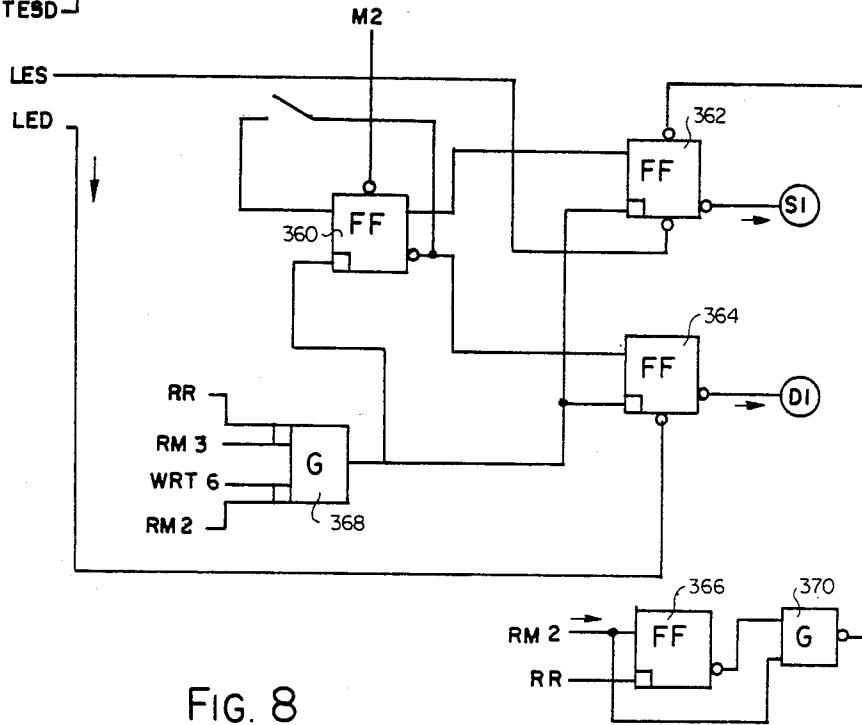 TESD
M2
LES
LED
362
FF
S1
FF
360
364
FF
D1
RR
RM 3
WRT 6
RM 2
G
368
366
370
RM 2
FF
G
RR
FIG. 8